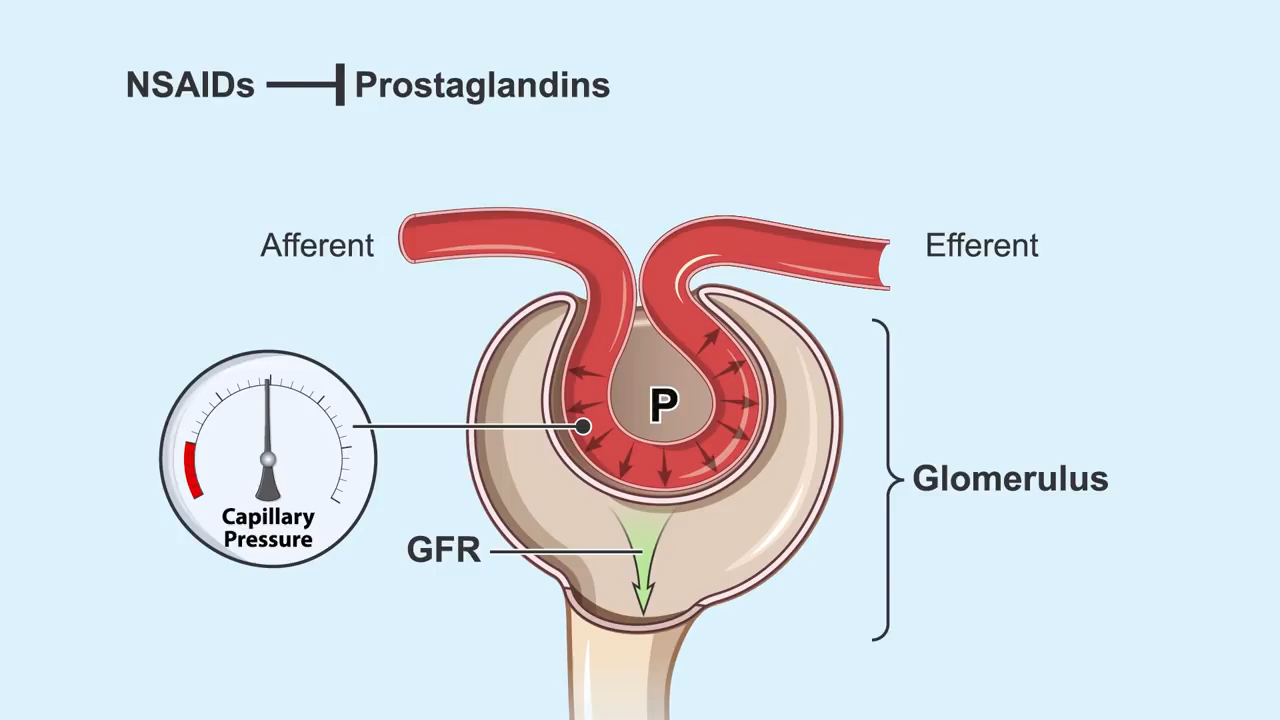 NSAIDs Prostaglandins
Afferent
Efferent
P
Glomerulus
Capillary
Pressure
GFR